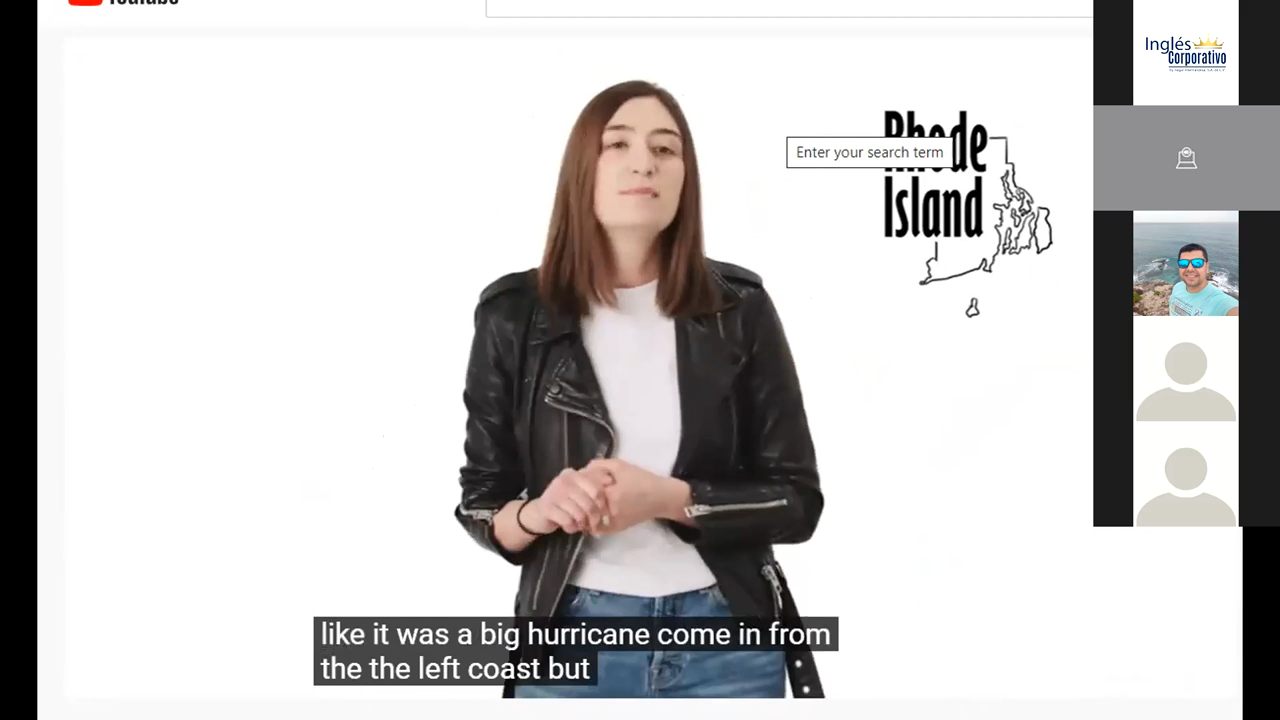 YouTube
Inglés
Corporativo
Enter your search term
Rhode
Island
like it was a big hurricane come in from
the the left coast but